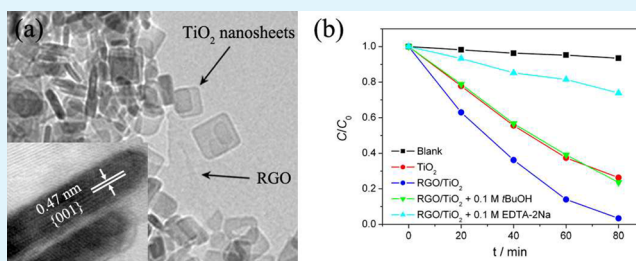 (a)
TiO₂ nanosheets
RGO
0.47 nm
{001}
(b)
C/C₀
1.0
0.8
0.6
0.4
0.2
0.0
Blank
TiO₂
RGO/TiO₂
RGO/TiO₂ + 0.1 M tBuOH
RGO/TiO₂ + 0.1 M EDTA-2Na
0 20 40 60 80
t / min